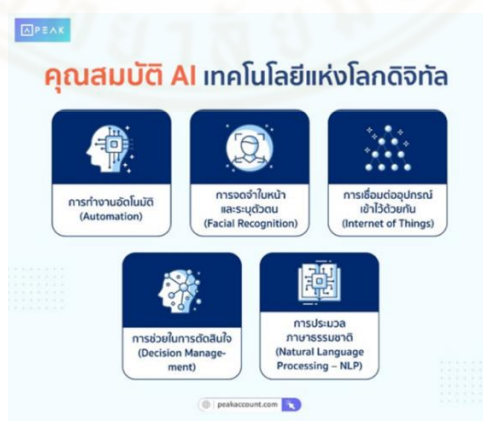 PEAK
คุณสมบัติ AI เทคโนโลยีแห่งโลกดิจิทัล
การทำงานอัตโนมัติ
(Automation)
การจดจำใบหน้า
และระบุตัวตน
(Facial Recognition)
การเชื่อมต่ออุปกรณ์
เข้าไว้ด้วยกัน
(Internet of Things)
การช่วยในการตัดสินใจ
(Decision Manage-
ment)
การประมวล
ภาษาธรรมชาติ
(Natural Language
Processing – NLP)
peakaccount.com